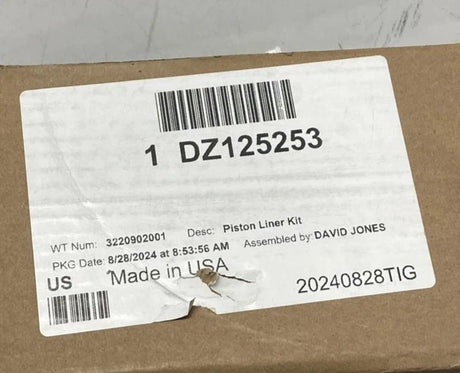 1 DZ125253
WT Num: 3220902001 Desc: Piston Liner Kit
PKG Date: 8/28/2024 at 8:53:56 AM Assembled by: DAVID JONES
US Made in USA
20240828TIG